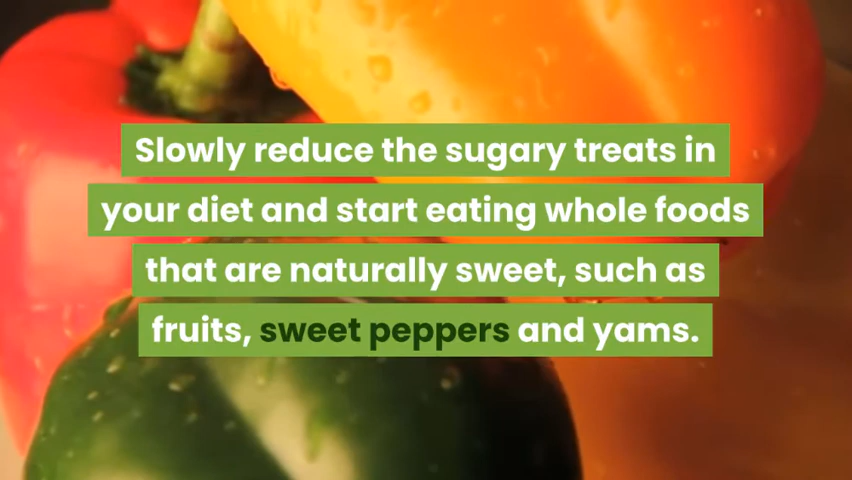 Slowly reduce the sugary treats in
your diet and start eating whole foods
that are naturally sweet, such as
fruits, sweet peppers and yams.